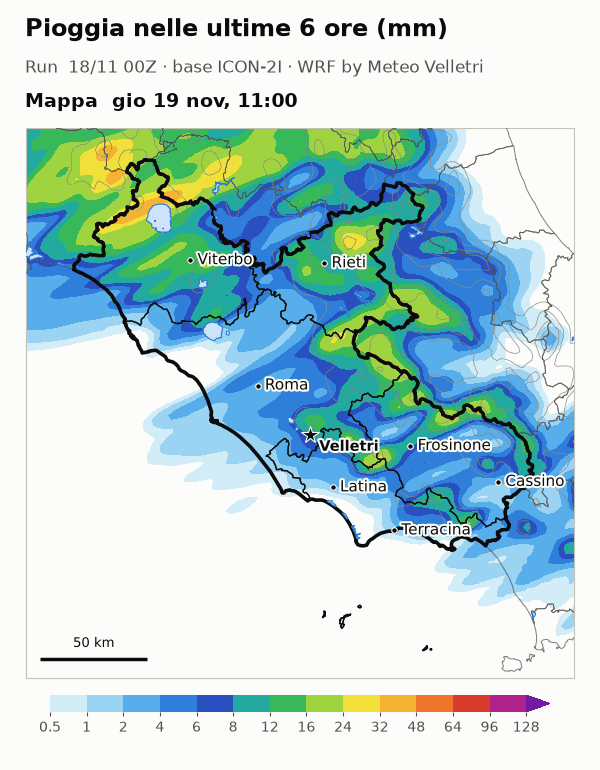 Pioggia nelle ultime 6 ore (mm)
Run  18/11 00Z · base ICON-2I · WRF by Meteo Velletri
Mappa  gio 19 nov, 11:00
Viterbo
Rieti
Roma
Velletri
Frosinone
Latina
Cassino
Terracina
50 km
0.5 1 2 4 6 8 12 16 24 32 48 64 96 128